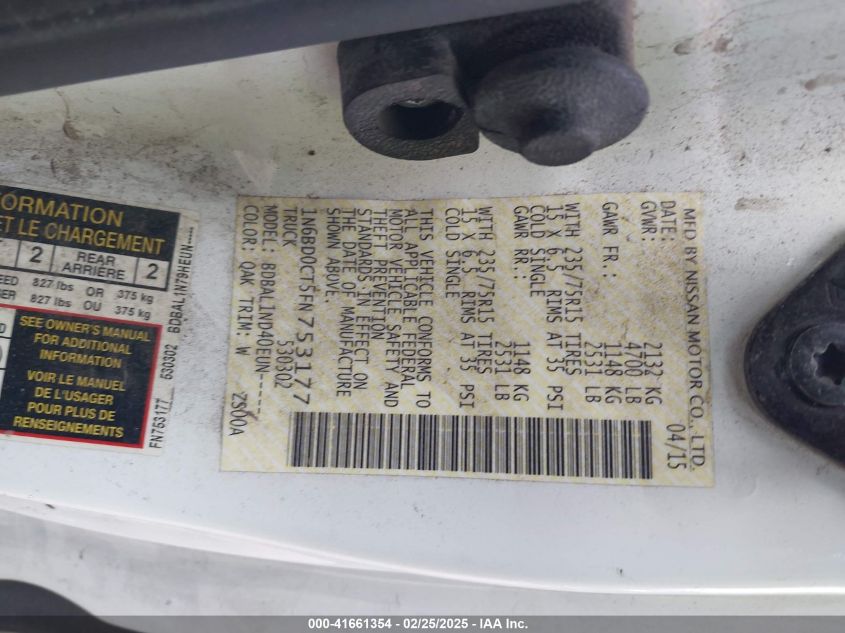 FORMATION
ET LE CHARGEMENT
2 REAR ARRIÈRE 2
827 lbs OR 375 kg
827 lbs OU 375 kg
SEE OWNER'S MANUAL
FOR ADDITIONAL
INFORMATION
VOIR LE MANUEL
DE L'USAGER
POUR PLUS DE
RENSEIGNEMENTS
FN753177 530302
MFD BY NISSAN MOTOR CO., LTD. 04/15
GVWR: 2132 KG
4700 LB
GAWR FR.: 1148 KG
2531 LB
WITH 235/75R15 TIRES
15 X 6.5 RIMS AT 35 PSI
COLD SINGLE
GAWR RR.: 1148 KG
2531 LB
WITH 235/75R15 TIRES
15 X 6.5 RIMS AT 35 PSI
COLD SINGLE
THIS VEHICLE CONFORMS TO
ALL APPLICABLE FEDERAL
MOTOR VEHICLE SAFETY AND
THEFT PREVENTION
STANDARDS IN EFFECT ON
THE DATE OF MANUFACTURE
SHOWN ABOVE.
1N6BD0CT5FN753177
TRUCK 530302
MODEL: BDBALLND40EUN-----
COLOR: QAK TRIM: W ZS00A
000-41661354 - 02/25/2025 - IAA Inc.